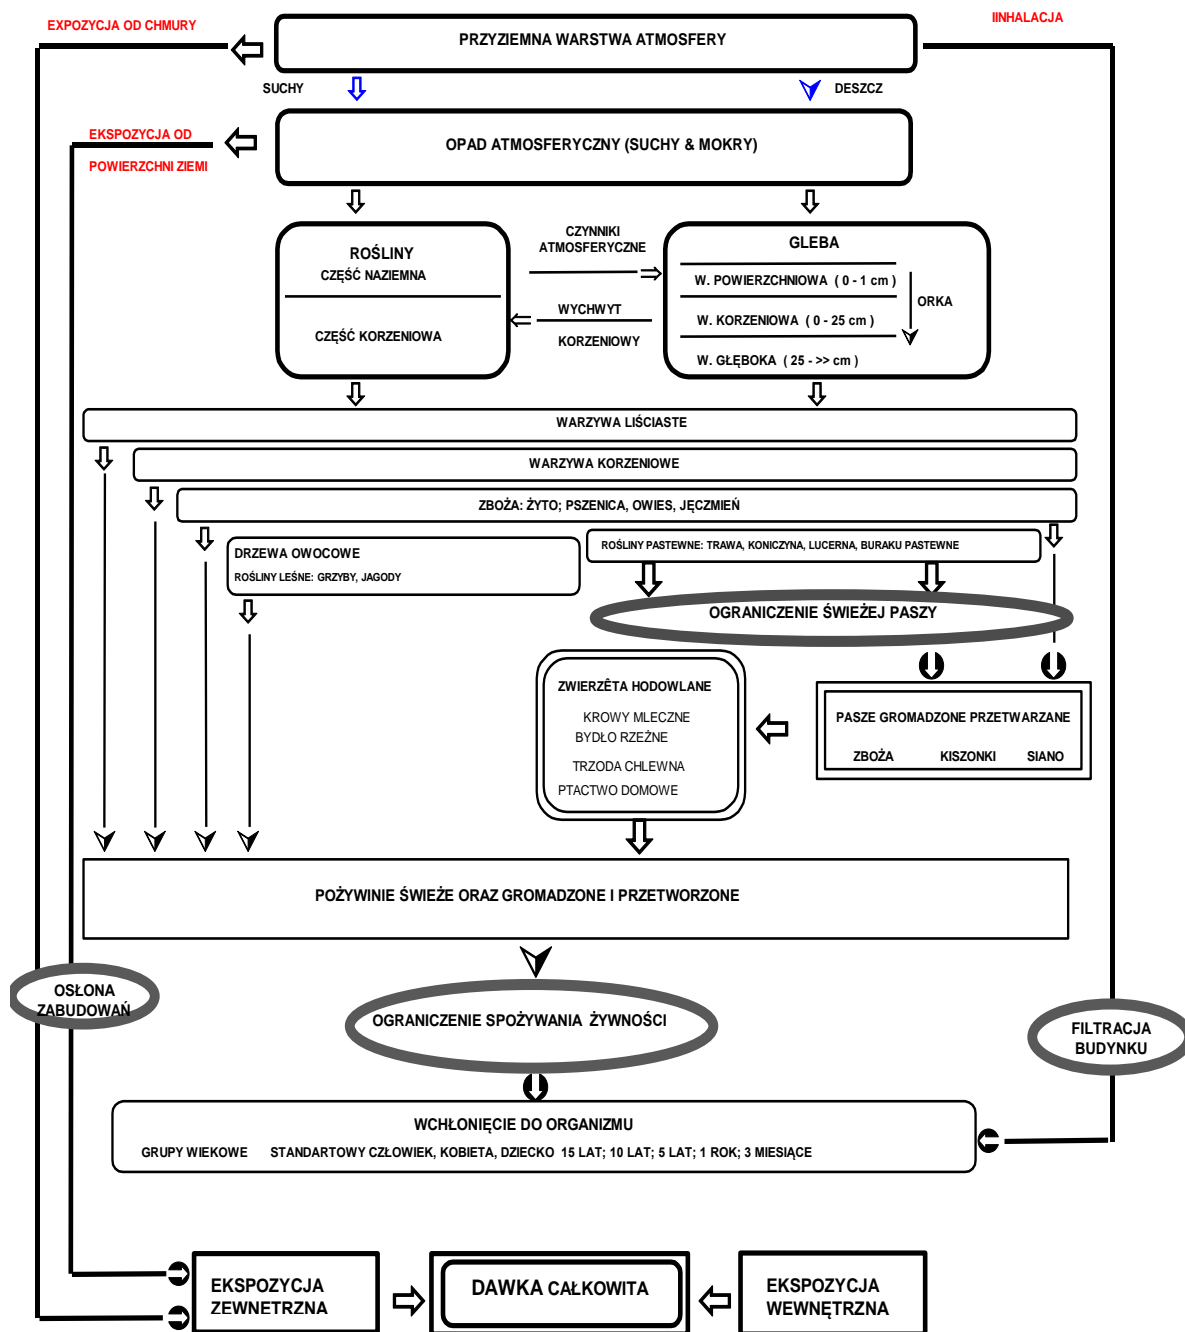 EXPOZYCJA OD CHMURY
IINHALACJA
PRZYZIEMNA WARSTWA ATMOSFERY
SUCHY
DESZCZ
EKSPOZYCJA OD
POWIERZCHNI ZIEMI
OPAD ATMOSFERYCZNY (SUCHY & MOKRY)
ROŚLINY
CZĘŚĆ NAZIEMNA
CZĘŚĆ KORZENIOWA
CZYNNIKI
ATMOSFERYCZNE
WYCHWYT
KORZENIOWY
GLEBA
W. POWIERZCHNIOWA ( 0 - 1 cm )
W. KORZENIOWA ( 0 - 25 cm )
W. GŁĘBOKA ( 25 - >> cm )
ORKA
WARZYWA LIŚCIASTE
WARZYWA KORZENIOWE
ZBOŻA: ŻYTO; PSZENICA, OWIES, JĘCZMIEŃ
DRZEWA OWOCOWE
ROŚLINY LEŚNE: GRZYBY, JAGODY
ROŚLINY PASTEWNE: TRAWA, KONICZYNA, LUCERNA, BURAKU PASTEWNE
OGRANICZENIE ŚWIEŻEJ PASZY
ZWIERZÊTA HODOWLANE
KROWY MLECZNE
BYDŁO RZEŻNE
TRZODA CHLEWNA
PTACTWO DOMOWE
PASZE GROMADZONE PRZETWARZANE
ZBOŻA KISZONKI SIANO
POŻYWINIE ŚWIEŻE ORAZ GROMADZONE I PRZETWORZONE
OSŁONA
ZABUDOWAŃ
OGRANICZENIE SPOŻYWANIA ŻYWNOŚCI
FILTRACJA
BUDYNKU
WCHŁONIĘCIE DO ORGANIZMU
GRUPY WIEKOWE STANDARTOWY CZŁOWIEK, KOBIETA, DZIECKO 15 LAT; 10 LAT; 5 LAT; 1 ROK; 3 MIESIĄCE
EKSPOZYCJA
ZEWNETRZNA
DAWKA CAŁKOWITA
EKSPOZYCJA
WEWNĘTRZNA